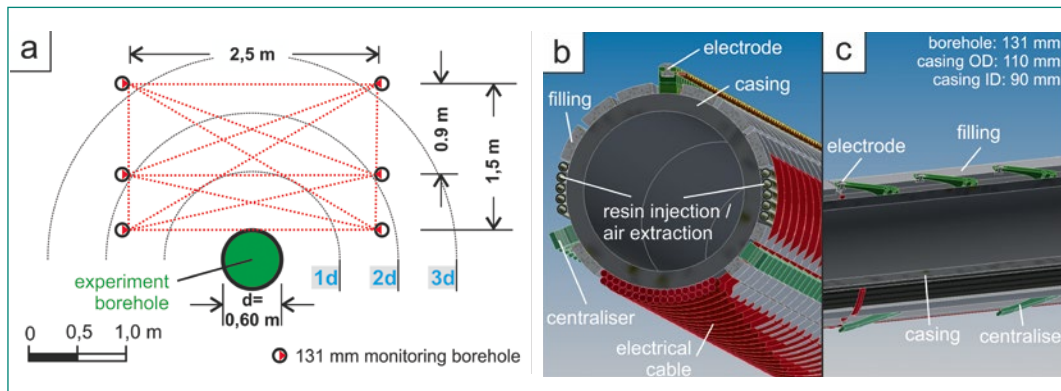 a
2,5 m
0.9 m
1,5 m
experiment
borehole
1d
2d
3d
d=
0,60 m
0
0,5
1,0 m
131 mm monitoring borehole
b
electrode
casing
filling
resin injection /
air extraction
centraliser
electrical
cable
c
borehole: 131 mm
casing OD: 110 mm
casing ID: 90 mm
electrode
filling
casing
centraliser